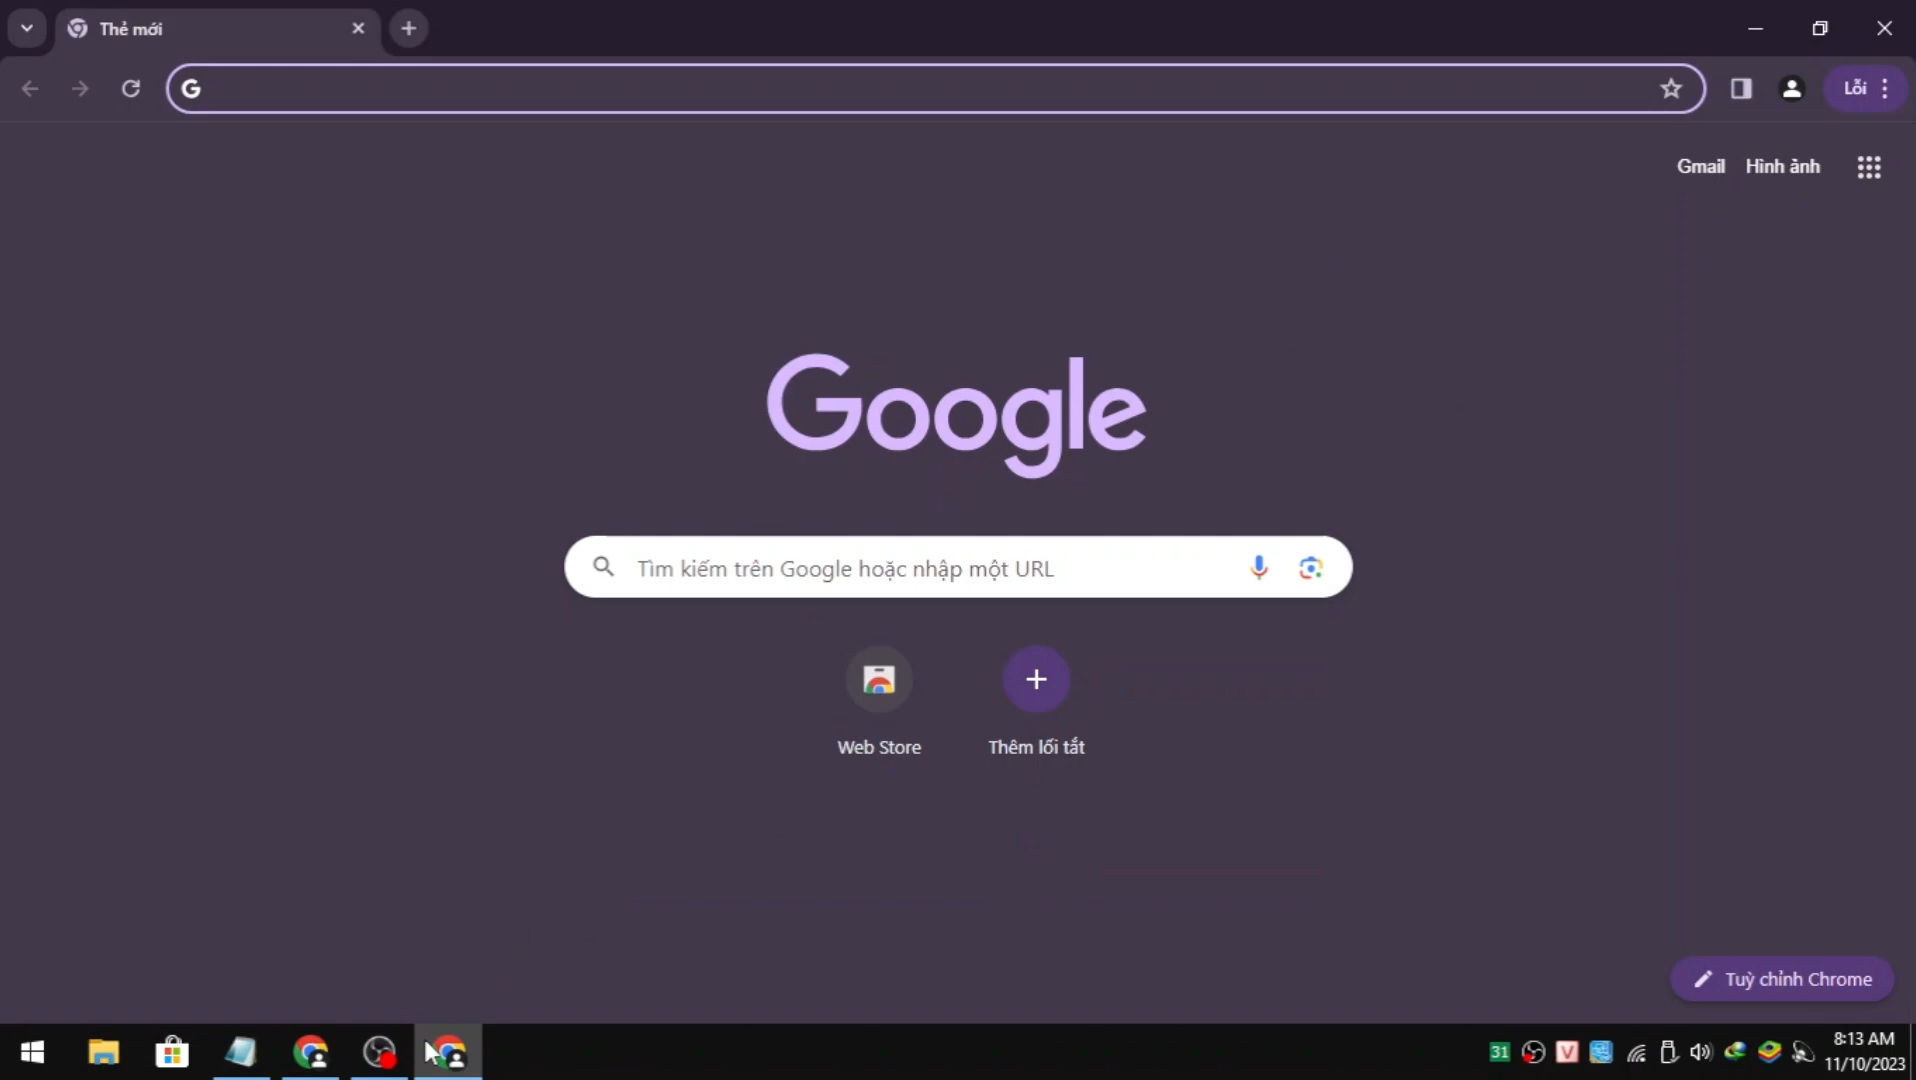 Thẻ mới
Lỗi
Gmail Hình ảnh
Google
Tìm kiếm trên Google hoặc nhập một URL
Web Store
Thêm lối tắt
Tuỳ chỉnh Chrome
31
V
8:13 AM
11/10/2023